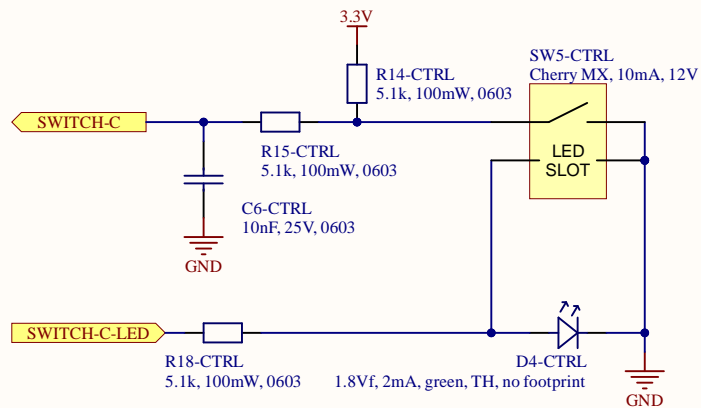 3.3V
SW5-CTRL
Cherry MX, 10mA, 12V
R14-CTRL
5.1k, 100mW, 0603
SWITCH-C
LED
SLOT
R15-CTRL
5.1k, 100mW, 0603
C6-CTRL
10nF, 25V, 0603
GND
SWITCH-C-LED
R18-CTRL
5.1k, 100mW, 0603
D4-CTRL
1.8Vf, 2mA, green, TH, no footprint
GND